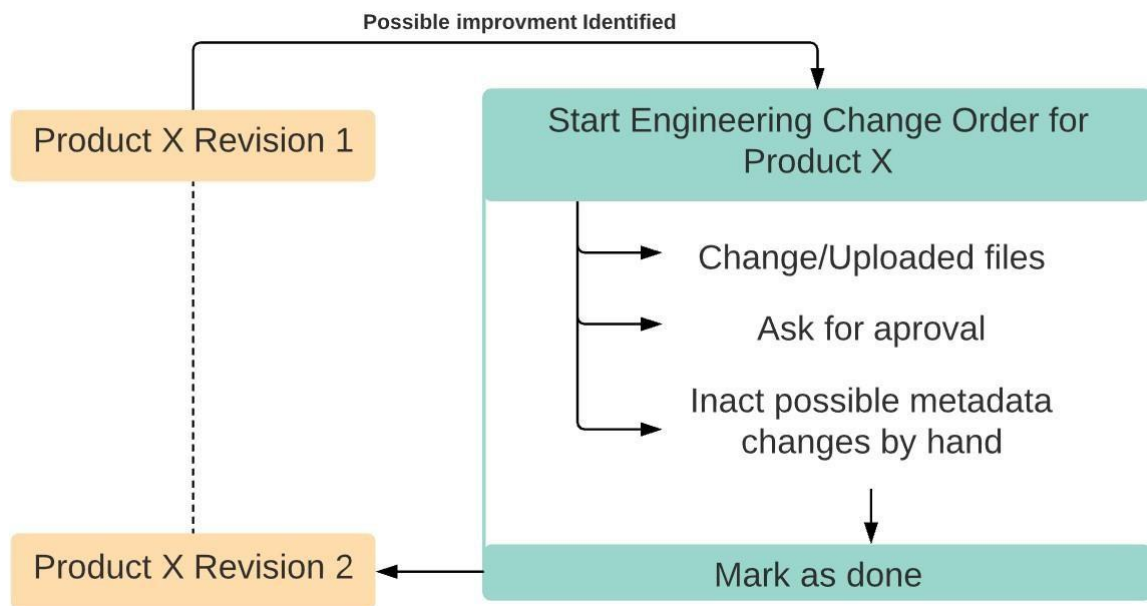 Possible improvment Identified
Product X Revision 1
Start Engineering Change Order for
Product X
Change/Uploaded files
Ask for aproval
Inact possible metadata
changes by hand
Product X Revision 2
Mark as done